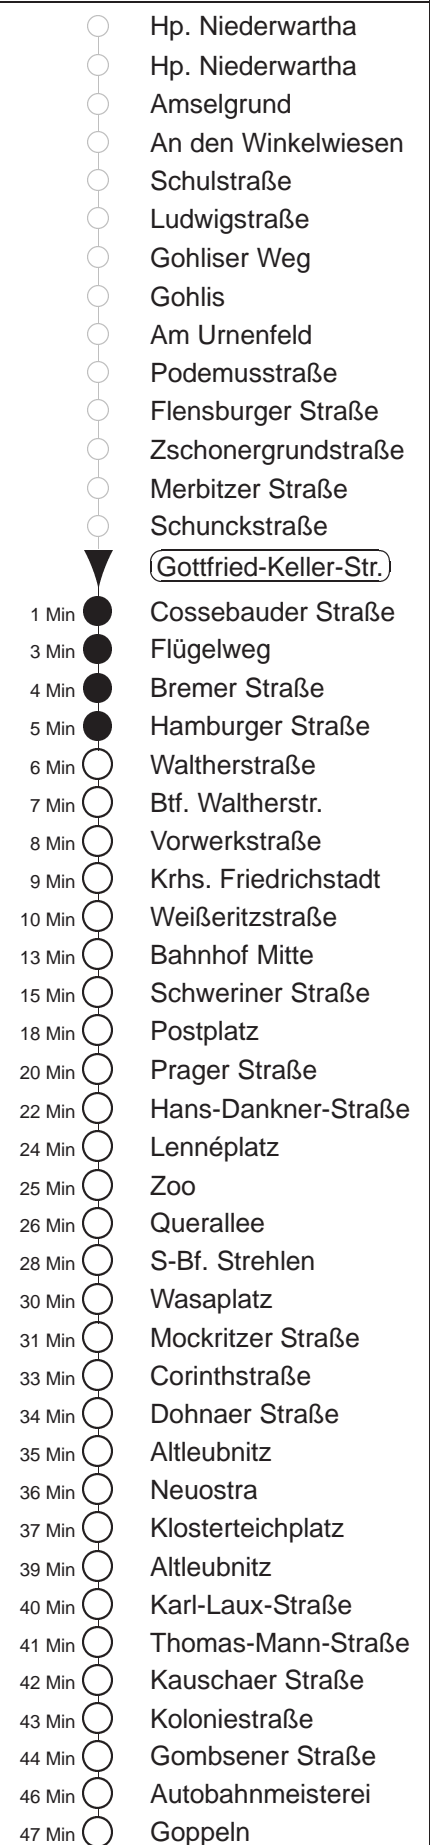 Hp. Niederwartha
Hp. Niederwartha
Amselgrund
An den Winkelwiesen
Schulstraße
Ludwigstraße
Gohliser Weg
Gohlis
Am Urnenfeld
Podemusstraße
Flensburger Straße
Zschonergrundstraße
Merbitzer Straße
Schunckstraße
Gottfried-Keller-Str.
1 Min Cossebauder Straße
3 Min Flügelweg
4 Min Bremer Straße
5 Min Hamburger Straße
6 Min Waltherstraße
7 Min Btf. Waltherstr.
8 Min Vorwerkstraße
9 Min Krhs. Friedrichstadt
10 Min Weißeritzstraße
13 Min Bahnhof Mitte
15 Min Schweriner Straße
18 Min Postplatz
20 Min Prager Straße
22 Min Hans-Dankner-Straße
24 Min Lennéplatz
25 Min Zoo
26 Min Querallee
28 Min S-Bf. Strehlen
30 Min Wasaplatz
31 Min Mockritzer Straße
33 Min Corinthstraße
34 Min Dohnaer Straße
35 Min Altleubnitz
36 Min Neuostra
37 Min Klosterteichplatz
39 Min Altleubnitz
40 Min Karl-Laux-Straße
41 Min Thomas-Mann-Straße
42 Min Kauschaer Straße
43 Min Koloniestraße
44 Min Gombsener Straße
46 Min Autobahnmeisterei
47 Min Goppeln